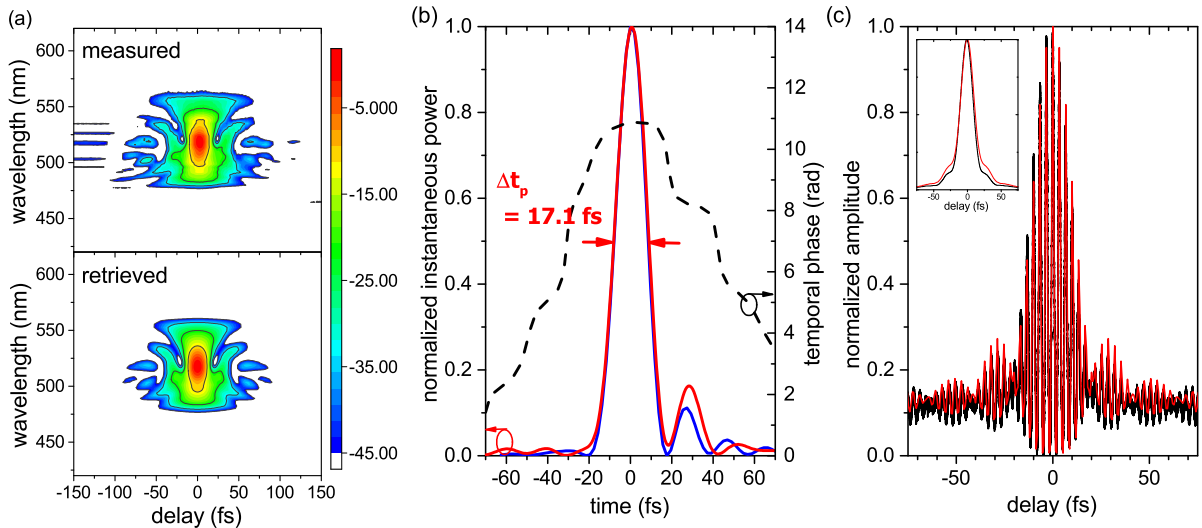 (a)
measured
600
550
500
450
wavelength (nm)
retrieved
600
550
500
450
wavelength (nm)
-150 -100 -50 0 50 100 150
delay (fs)
-5.000
-15.00
-25.00
-35.00
-45.00
(b)
1.0
0.8
0.6
0.4
0.2
0.0
normalized instantaneous power
Δtp
= 17.1 fs
14
12
10
8
6
4
2
0
temporal phase (rad)
-60 -40 -20 0 20 40 60
time (fs)
(c)
1.0
0.8
0.6
0.4
0.2
0.0
normalized amplitude
-50 0 50
delay (fs)
-50 0 50
delay (fs)